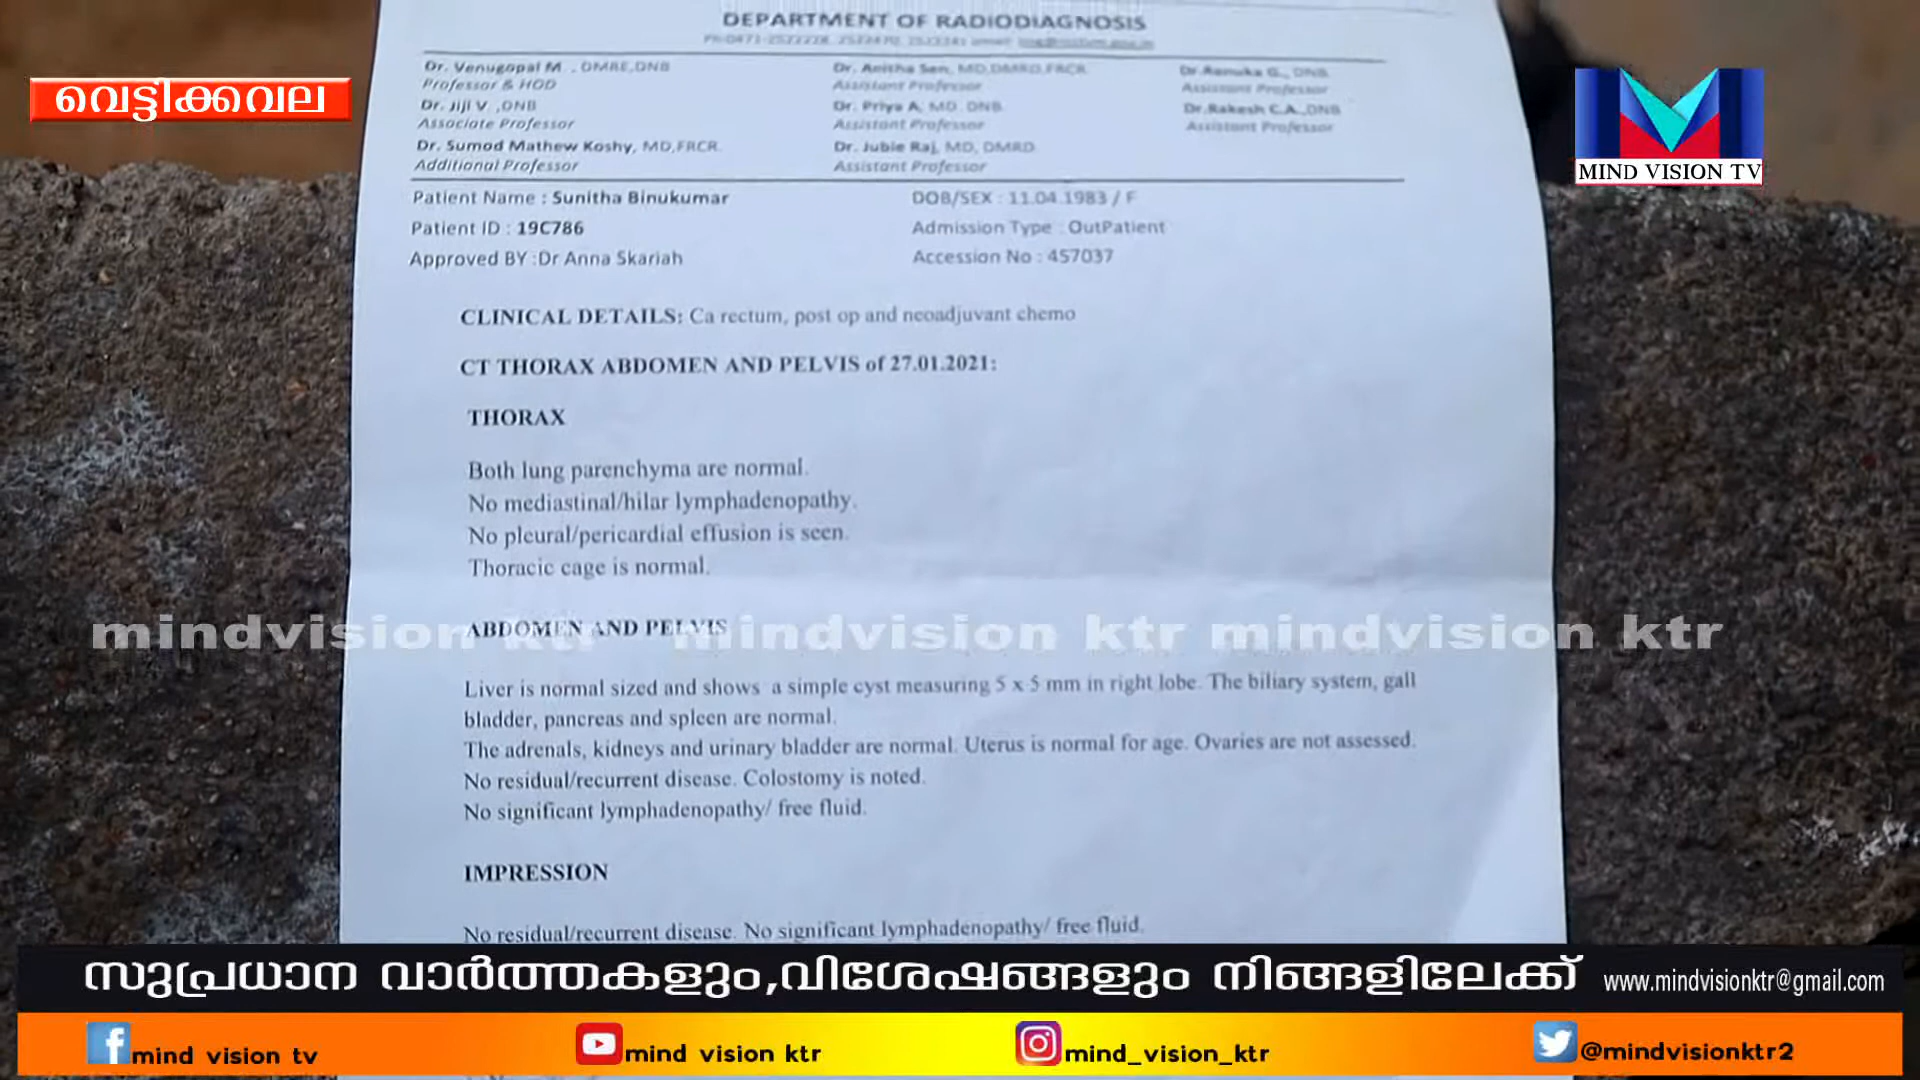 DEPARTMENT OF RADIODIAGNOSIS
Dr. Venugopal M , DMRE,DNB
Professor & HOD
Dr. Jiji V ,DNB
Associate Professor
Dr. Sumod Mathew Koshy, MD,FRCR
Additional Professor
Dr. Anitha Sen, MD,DMRD,FRCR
Assistant Professor
Dr. Priya A, MD DNB
Assistant Professor
Dr. Jubie Raj, MD, DMRD
Assistant Professor
Dr.Renuka G., DNB
Assistant Professor
Dr.Rakesh C.A.,DNB
Assistant Professor
വെട്ടിക്കവല
MIND VISION TV
Patient Name : Sunitha Binukumar DOB/SEX : 11.04.1983 / F
Patient ID : 19C786 Admission Type : OutPatient
Approved BY :Dr Anna Skariah Accession No : 457037
CLINICAL DETAILS: Ca rectum, post op and neoadjuvant chemo
CT THORAX ABDOMEN AND PELVIS of 27.01.2021:
THORAX
Both lung parenchyma are normal.
No mediastinal/hilar lymphadenopathy.
No pleural/pericardial effusion is seen.
Thoracic cage is normal.
mindvision ktr mindvision ktr mindvision ktr
ABDOMEN AND PELVIS
Liver is normal sized and shows a simple cyst measuring 5 x 5 mm in right lobe. The biliary system, gall
bladder, pancreas and spleen are normal.
The adrenals, kidneys and urinary bladder are normal. Uterus is normal for age. Ovaries are not assessed.
No residual/recurrent disease. Colostomy is noted.
No significant lymphadenopathy/ free fluid.
IMPRESSION
No residual/recurrent disease. No significant lymphadenopathy/ free fluid.
സുപ്രധാന വാർത്തകളും,വിശേഷങ്ങളും നിങ്ങളിലേക്ക് www.mindvisionktr@gmail.com
mind vision tv mind vision ktr mind_vision_ktr @mindvisionktr2